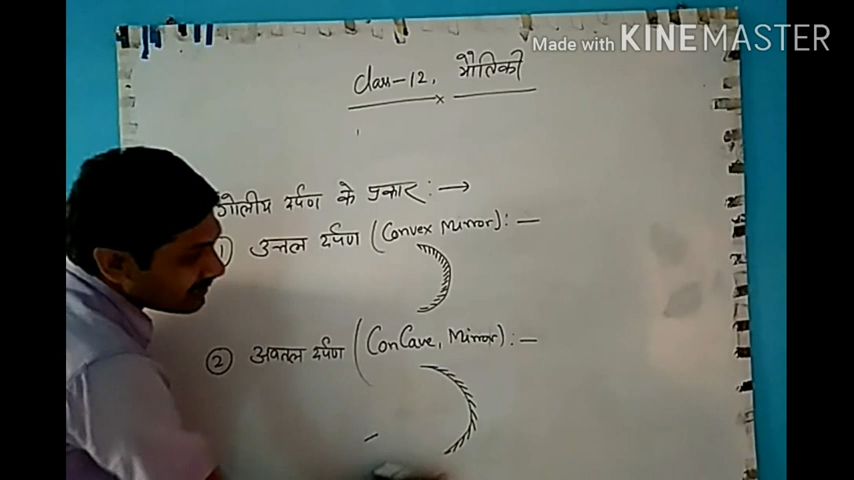 Made with KINEMASTER
Class-12, भौतिकी
गोलीय दर्पण के प्रकार :- →
① उत्तल दर्पण (Convex Mirror) : -
② अवतल दर्पण (ConCave, Mirror) : -